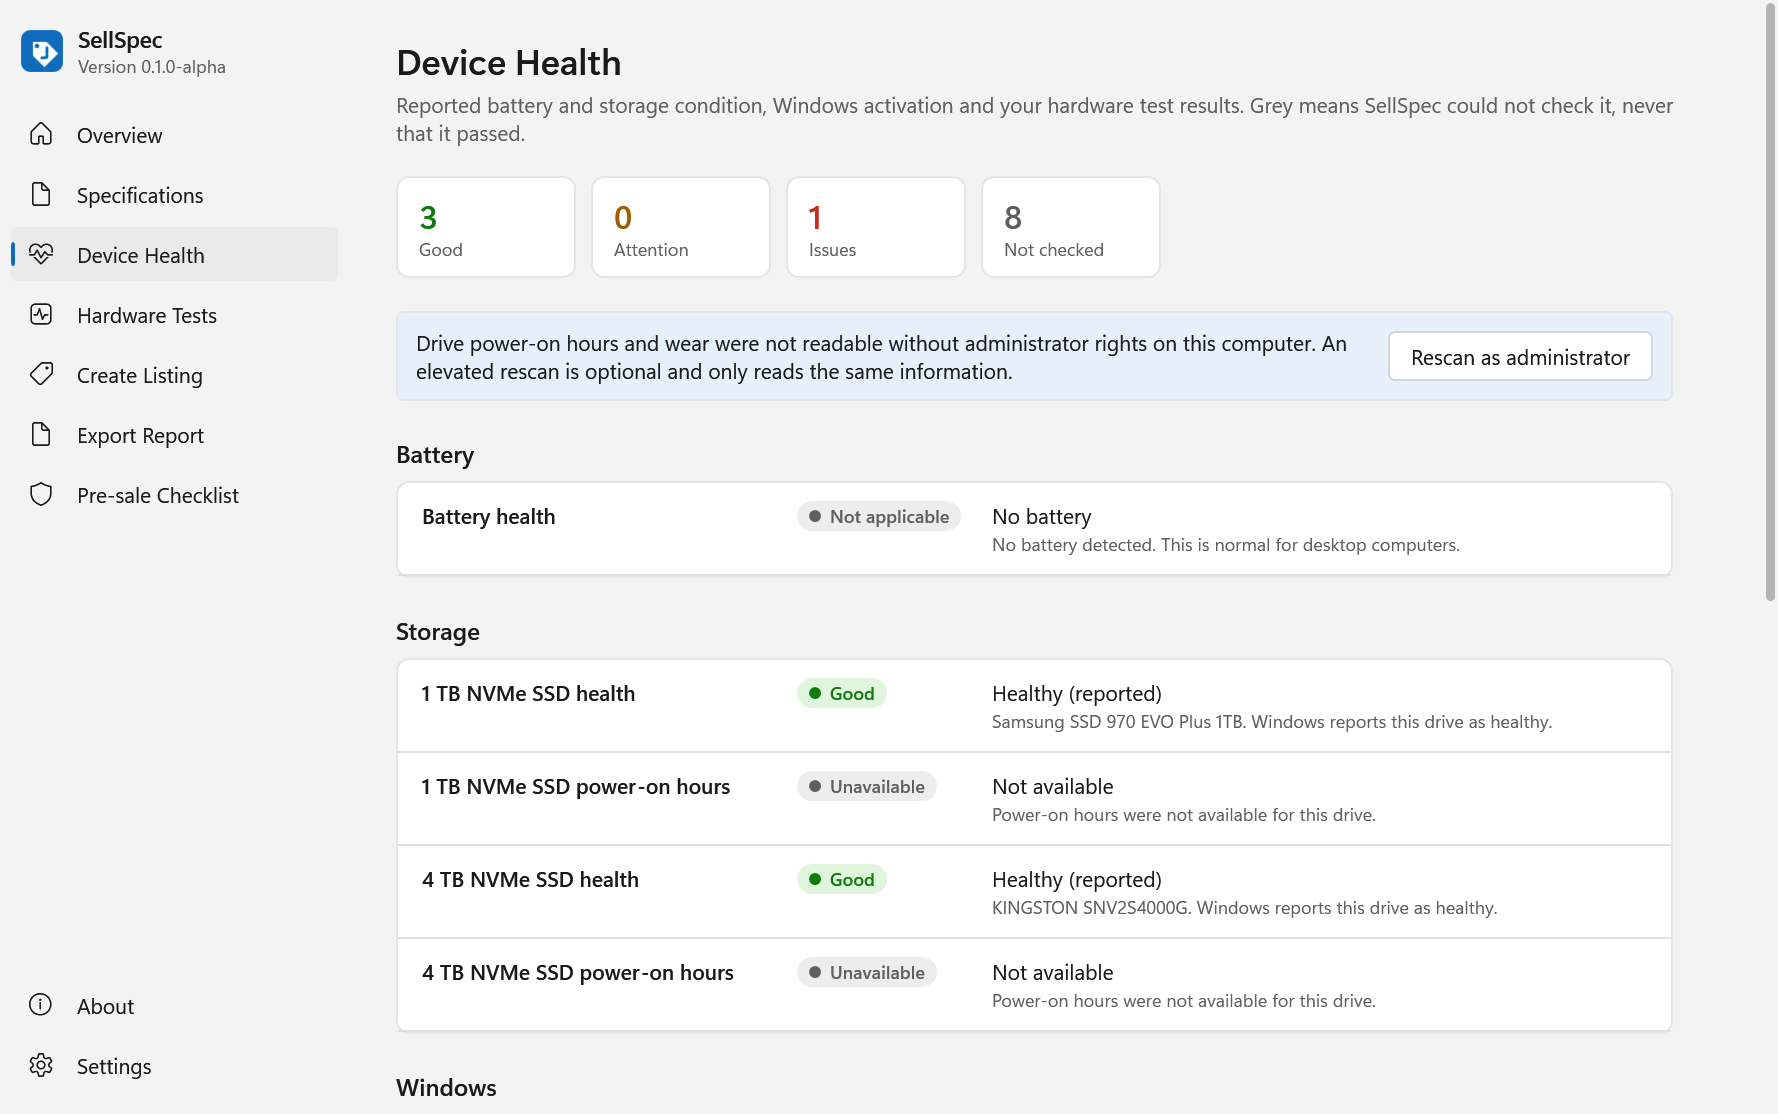 SellSpec
Version 0.1.0-alpha
Overview
Specifications
Device Health
Hardware Tests
Create Listing
Export Report
Pre-sale Checklist
About
Settings
Device Health
Reported battery and storage condition, Windows activation and your hardware test results. Grey means SellSpec could not check it, never
that it passed.
3
Good
0
Attention
1
Issues
8
Not checked
Drive power-on hours and wear were not readable without administrator rights on this computer. An
elevated rescan is optional and only reads the same information.
Rescan as administrator
Battery
Battery health
Not applicable
No battery
No battery detected. This is normal for desktop computers.
Storage
1 TB NVMe SSD health
Good
Healthy (reported)
Samsung SSD 970 EVO Plus 1TB. Windows reports this drive as healthy.
1 TB NVMe SSD power-on hours
Unavailable
Not available
Power-on hours were not available for this drive.
4 TB NVMe SSD health
Good
Healthy (reported)
KINGSTON SNV2S4000G. Windows reports this drive as healthy.
4 TB NVMe SSD power-on hours
Unavailable
Not available
Power-on hours were not available for this drive.
Windows